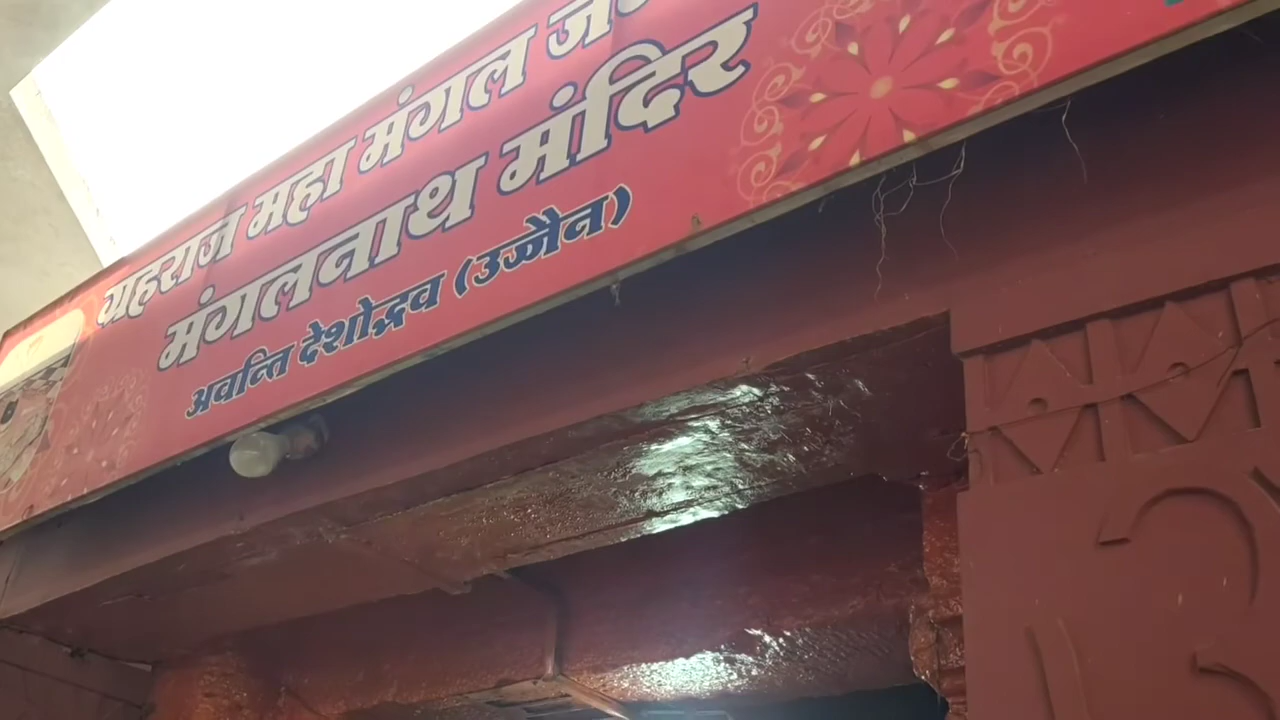 ग्रहराज महा मंगल
मंगलनाथ मंदिर
अवन्ति देशोद्भव (उज्जैन)